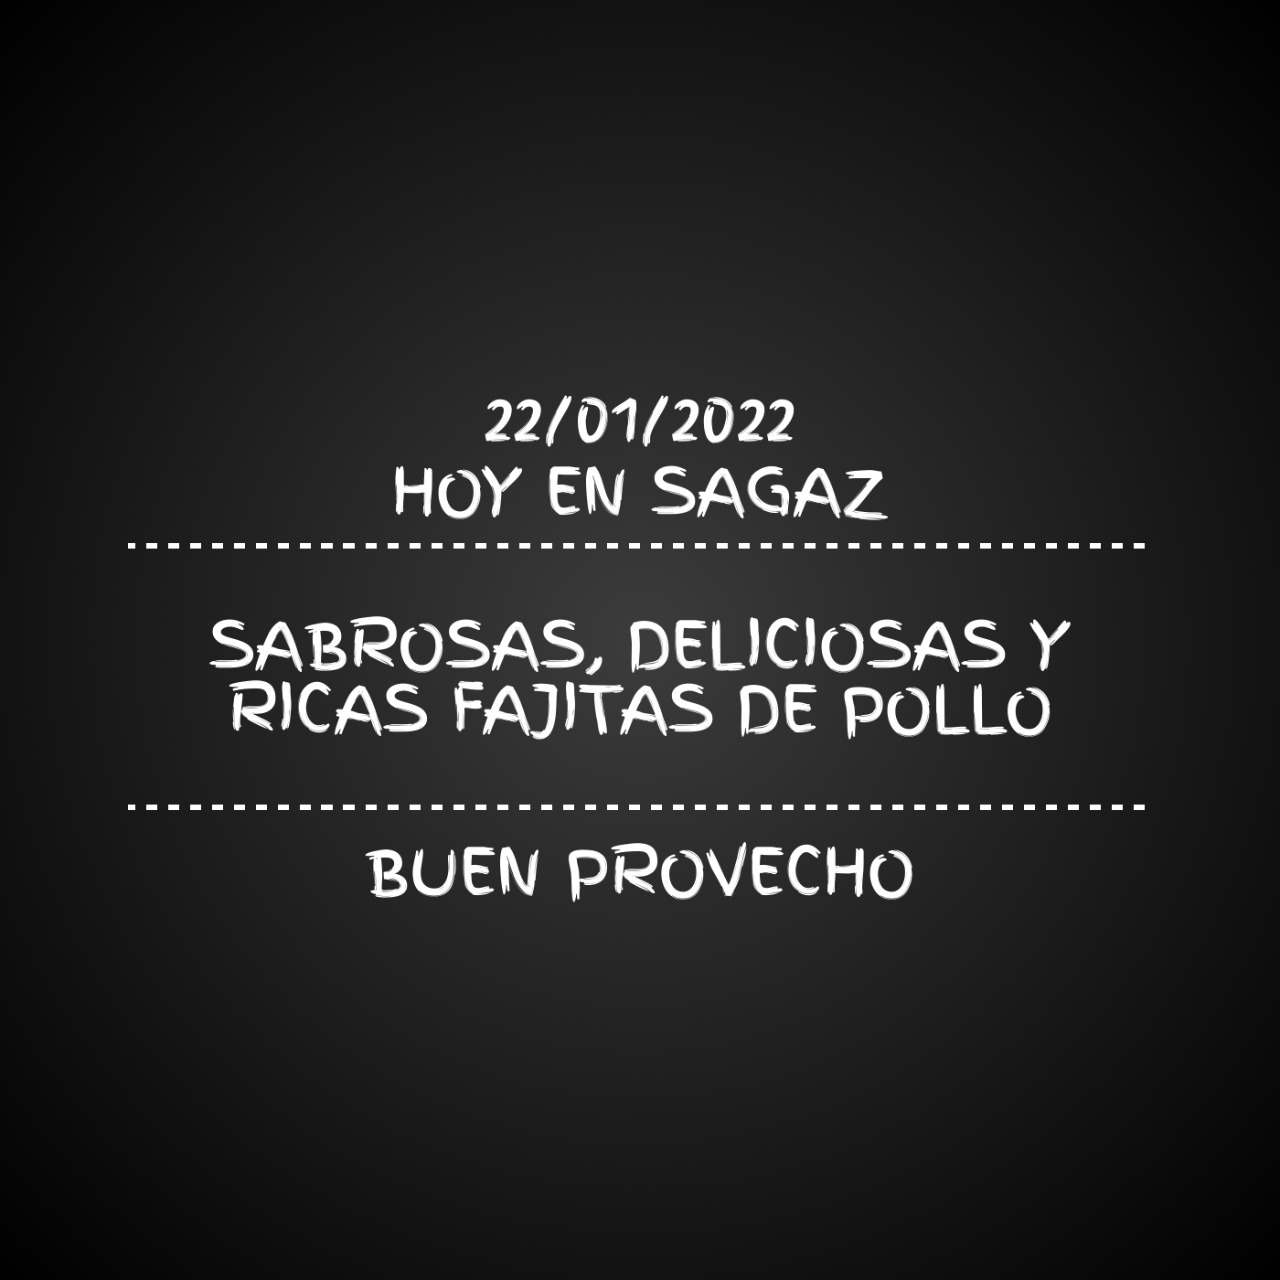 22/01/2022
HOY EN SAGAZ
SABROSAS, DELICIOSAS Y
RICAS FAJITAS DE POLLO
BUEN PROVECHO